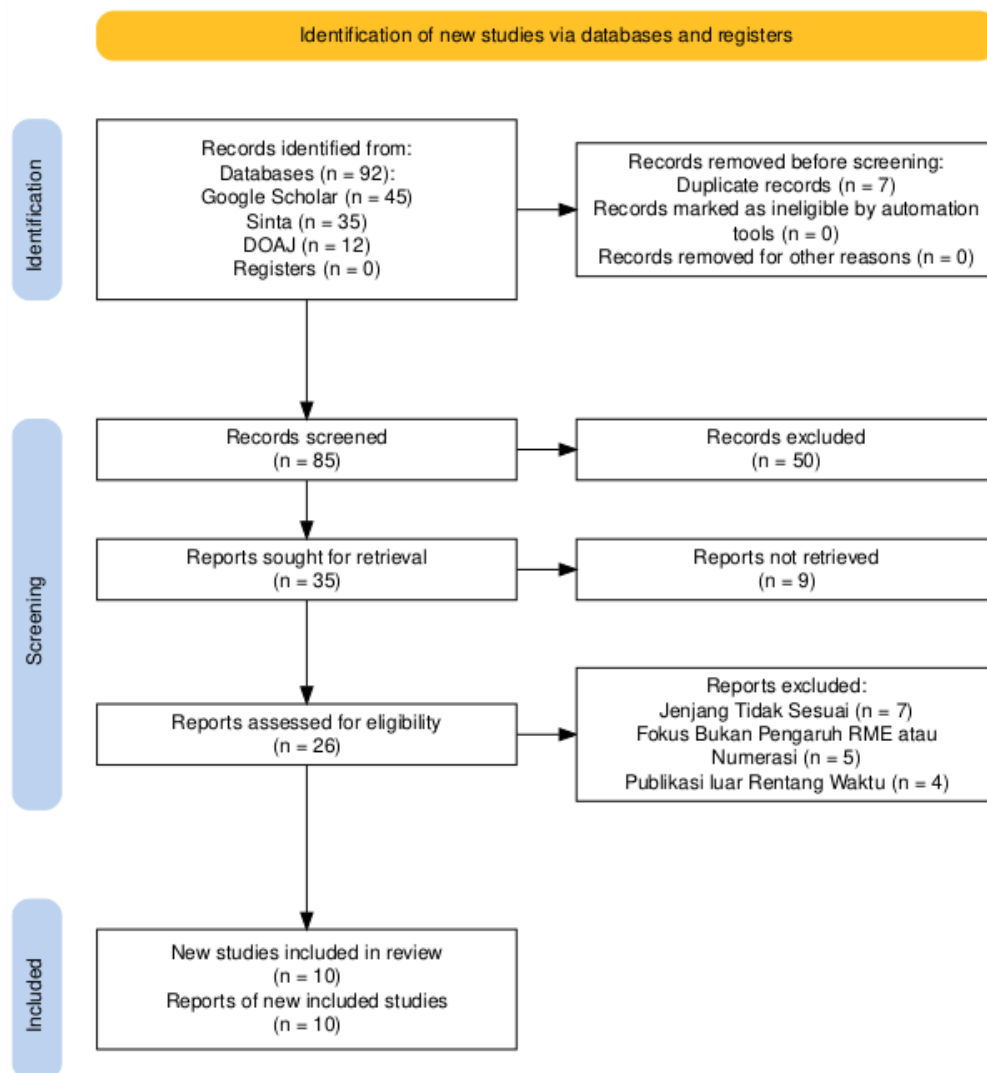 Identification of new studies via databases and registers
Identification
Records identified from:
Databases (n = 92):
Google Scholar (n = 45)
Sinta (n = 35)
DOAJ (n = 12)
Registers (n = 0)
Records removed before screening:
Duplicate records (n = 7)
Records marked as ineligible by automation
tools (n = 0)
Records removed for other reasons (n = 0)
Screening
Records screened
(n = 85)
Records excluded
(n = 50)
Reports sought for retrieval
(n = 35)
Reports not retrieved
(n = 9)
Reports assessed for eligibility
(n = 26)
Reports excluded:
Jenjang Tidak Sesuai (n = 7)
Fokus Bukan Pengaruh RME atau
Numerasi (n = 5)
Publikasi luar Rentang Waktu (n = 4)
Included
New studies included in review
(n = 10)
Reports of new included studies
(n = 10)